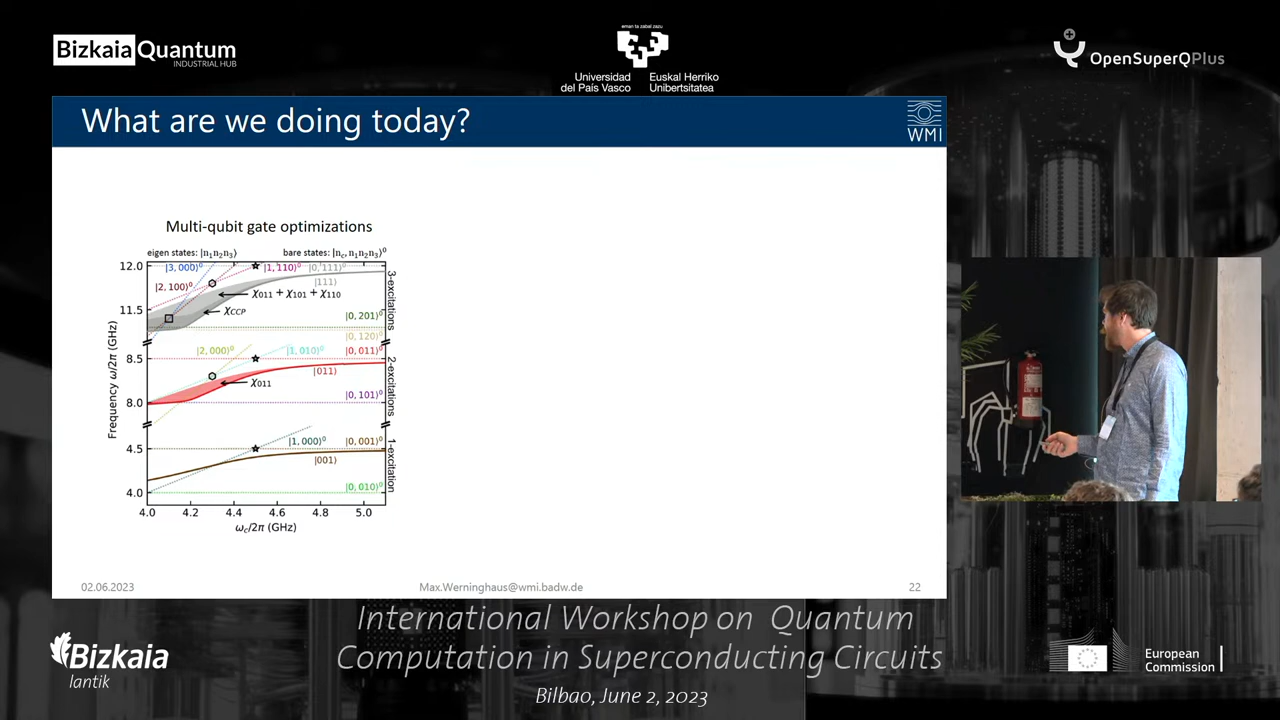 Bizkaia Quantum
INDUSTRIAL HUB
eman ta zabal zazu
Universidad
del País Vasco
Euskal Herriko
Unibertsitatea
OpenSuperQPlus
What are we doing today?
WMI
Multi-qubit gate optimizations
eigen states: |n₁n₂n₃⟩
bare states: |n_c, n₁n₂n₃⟩⁰
12.0
|3, 000⟩⁰
|1, 110⟩⁰
|0, 111⟩⁰
|111⟩
|2, 100⟩⁰
χ₀₁₁ + χ₁₀₁ + χ₁₁₀
11.5
χCCP
|0, 201⟩⁰
|0, 120⟩⁰
3-excitations
|2, 000⟩⁰
|1, 010⟩⁰
|0, 011⟩⁰
8.5
|011⟩
χ₀₁₁
8.0
|0, 101⟩⁰
2-excitations
Frequency ω/2π (GHz)
|1, 000⟩⁰
|0, 001⟩⁰
4.5
|001⟩
|0, 010⟩⁰
4.0
1-excitation
4.0 4.2 4.4 4.6 4.8 5.0
ω_c/2π (GHz)
02.06.2023
Max.Werninghaus@wmi.badw.de
22
International Workshop on Quantum
Computation in Superconducting Circuits
Bilbao, June 2, 2023
Bizkaia
lantik
European
Commission